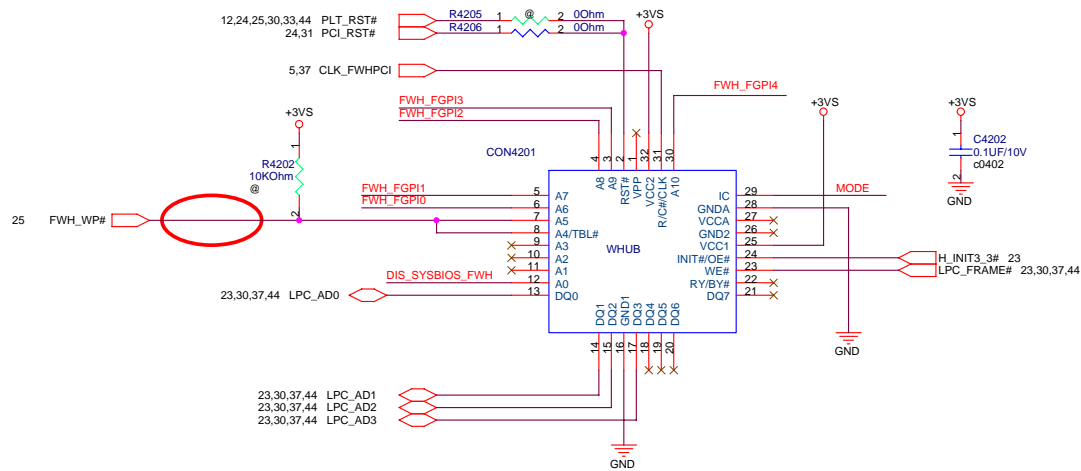 12,24,25,30,33,44 PLT_RST# R4205 1 @ 2 0Ohm
24,31 PCI_RST# R4206 1 2 0Ohm
+3VS
5,37 CLK_FWHPCI
FWH_FGPI4
FWH_FGPI3
FWH_FGPI2
+3VS
+3VS
+3VS
1
C4202
0.1UF/10V
c0402
2
GND
1
R4202
10KOhm
@
2
CON4201
4 3 2 1 32 31 30
A8 A9 RST# VPP VCC2 R/C#/CLK A10
FWH_FGPI1 5 A7
FWH_FGPI0 6 A6
25 FWH_WP# 7 A5
8 A4/TBL#
9 A3
10 A2
11 A1
DIS_SYSBIOS_FWH 12 A0
23,30,37,44 LPC_AD0 13 DQ0
WHUB
IC 29 MODE
GNDA 28
VCCA 27
GND2 26
VCC1 25
INIT#/OE# 24 H_INIT3_3# 23
WE# 23 LPC_FRAME# 23,30,37,44
RY/BY# 22
DQ7 21
DQ1 DQ2 GND1 DQ3 DQ4 DQ5 DQ6
14 15 16 17 18 19 20
GND
23,30,37,44 LPC_AD1
23,30,37,44 LPC_AD2
23,30,37,44 LPC_AD3
GND